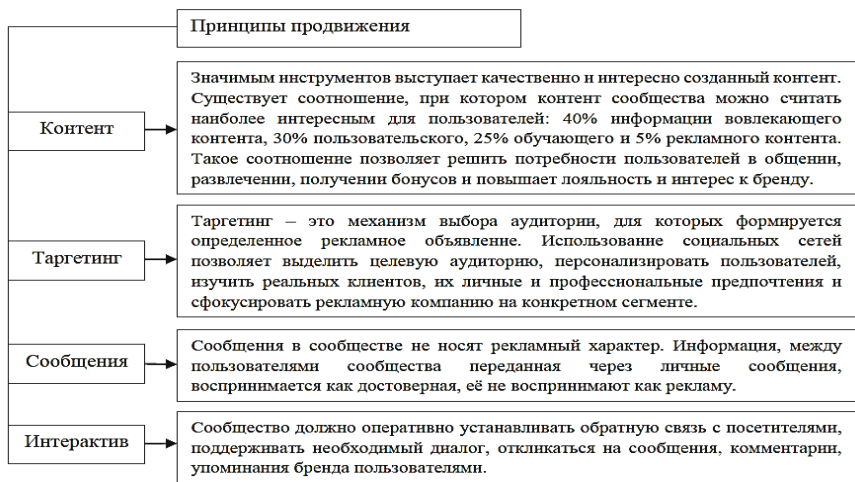 Принципы продвижения
Контент
Значимым инструментов выступает качественно и интересно созданный контент.
Существует соотношение, при котором контент сообщества можно считать
наиболее интересным для пользователей: 40% информации вовлекающего
контента, 30% пользовательского, 25% обучающего и 5% рекламного контента.
Такое соотношение позволяет решить потребности пользователей в общении,
развлечении, получении бонусов и повышает лояльность и интерес к бренду.
Таргетинг
Таргетинг – это механизм выбора аудитории, для которых формируется
определенное рекламное объявление. Использование социальных сетей
позволяет выделить целевую аудиторию, персонализировать пользователей,
изучить реальных клиентов, их личные и профессиональные предпочтения и
сфокусировать рекламную компанию на конкретном сегменте.
Сообщения
Сообщения в сообществе не носят рекламный характер. Информация, между
пользователями сообщества переданная через личные сообщения,
воспринимается как достоверная, её не воспринимают как рекламу.
Интерактив
Сообщество должно оперативно устанавливать обратную связь с посетителями,
поддерживать необходимый диалог, откликаться на сообщения, комментарии,
упоминания бренда пользователями.